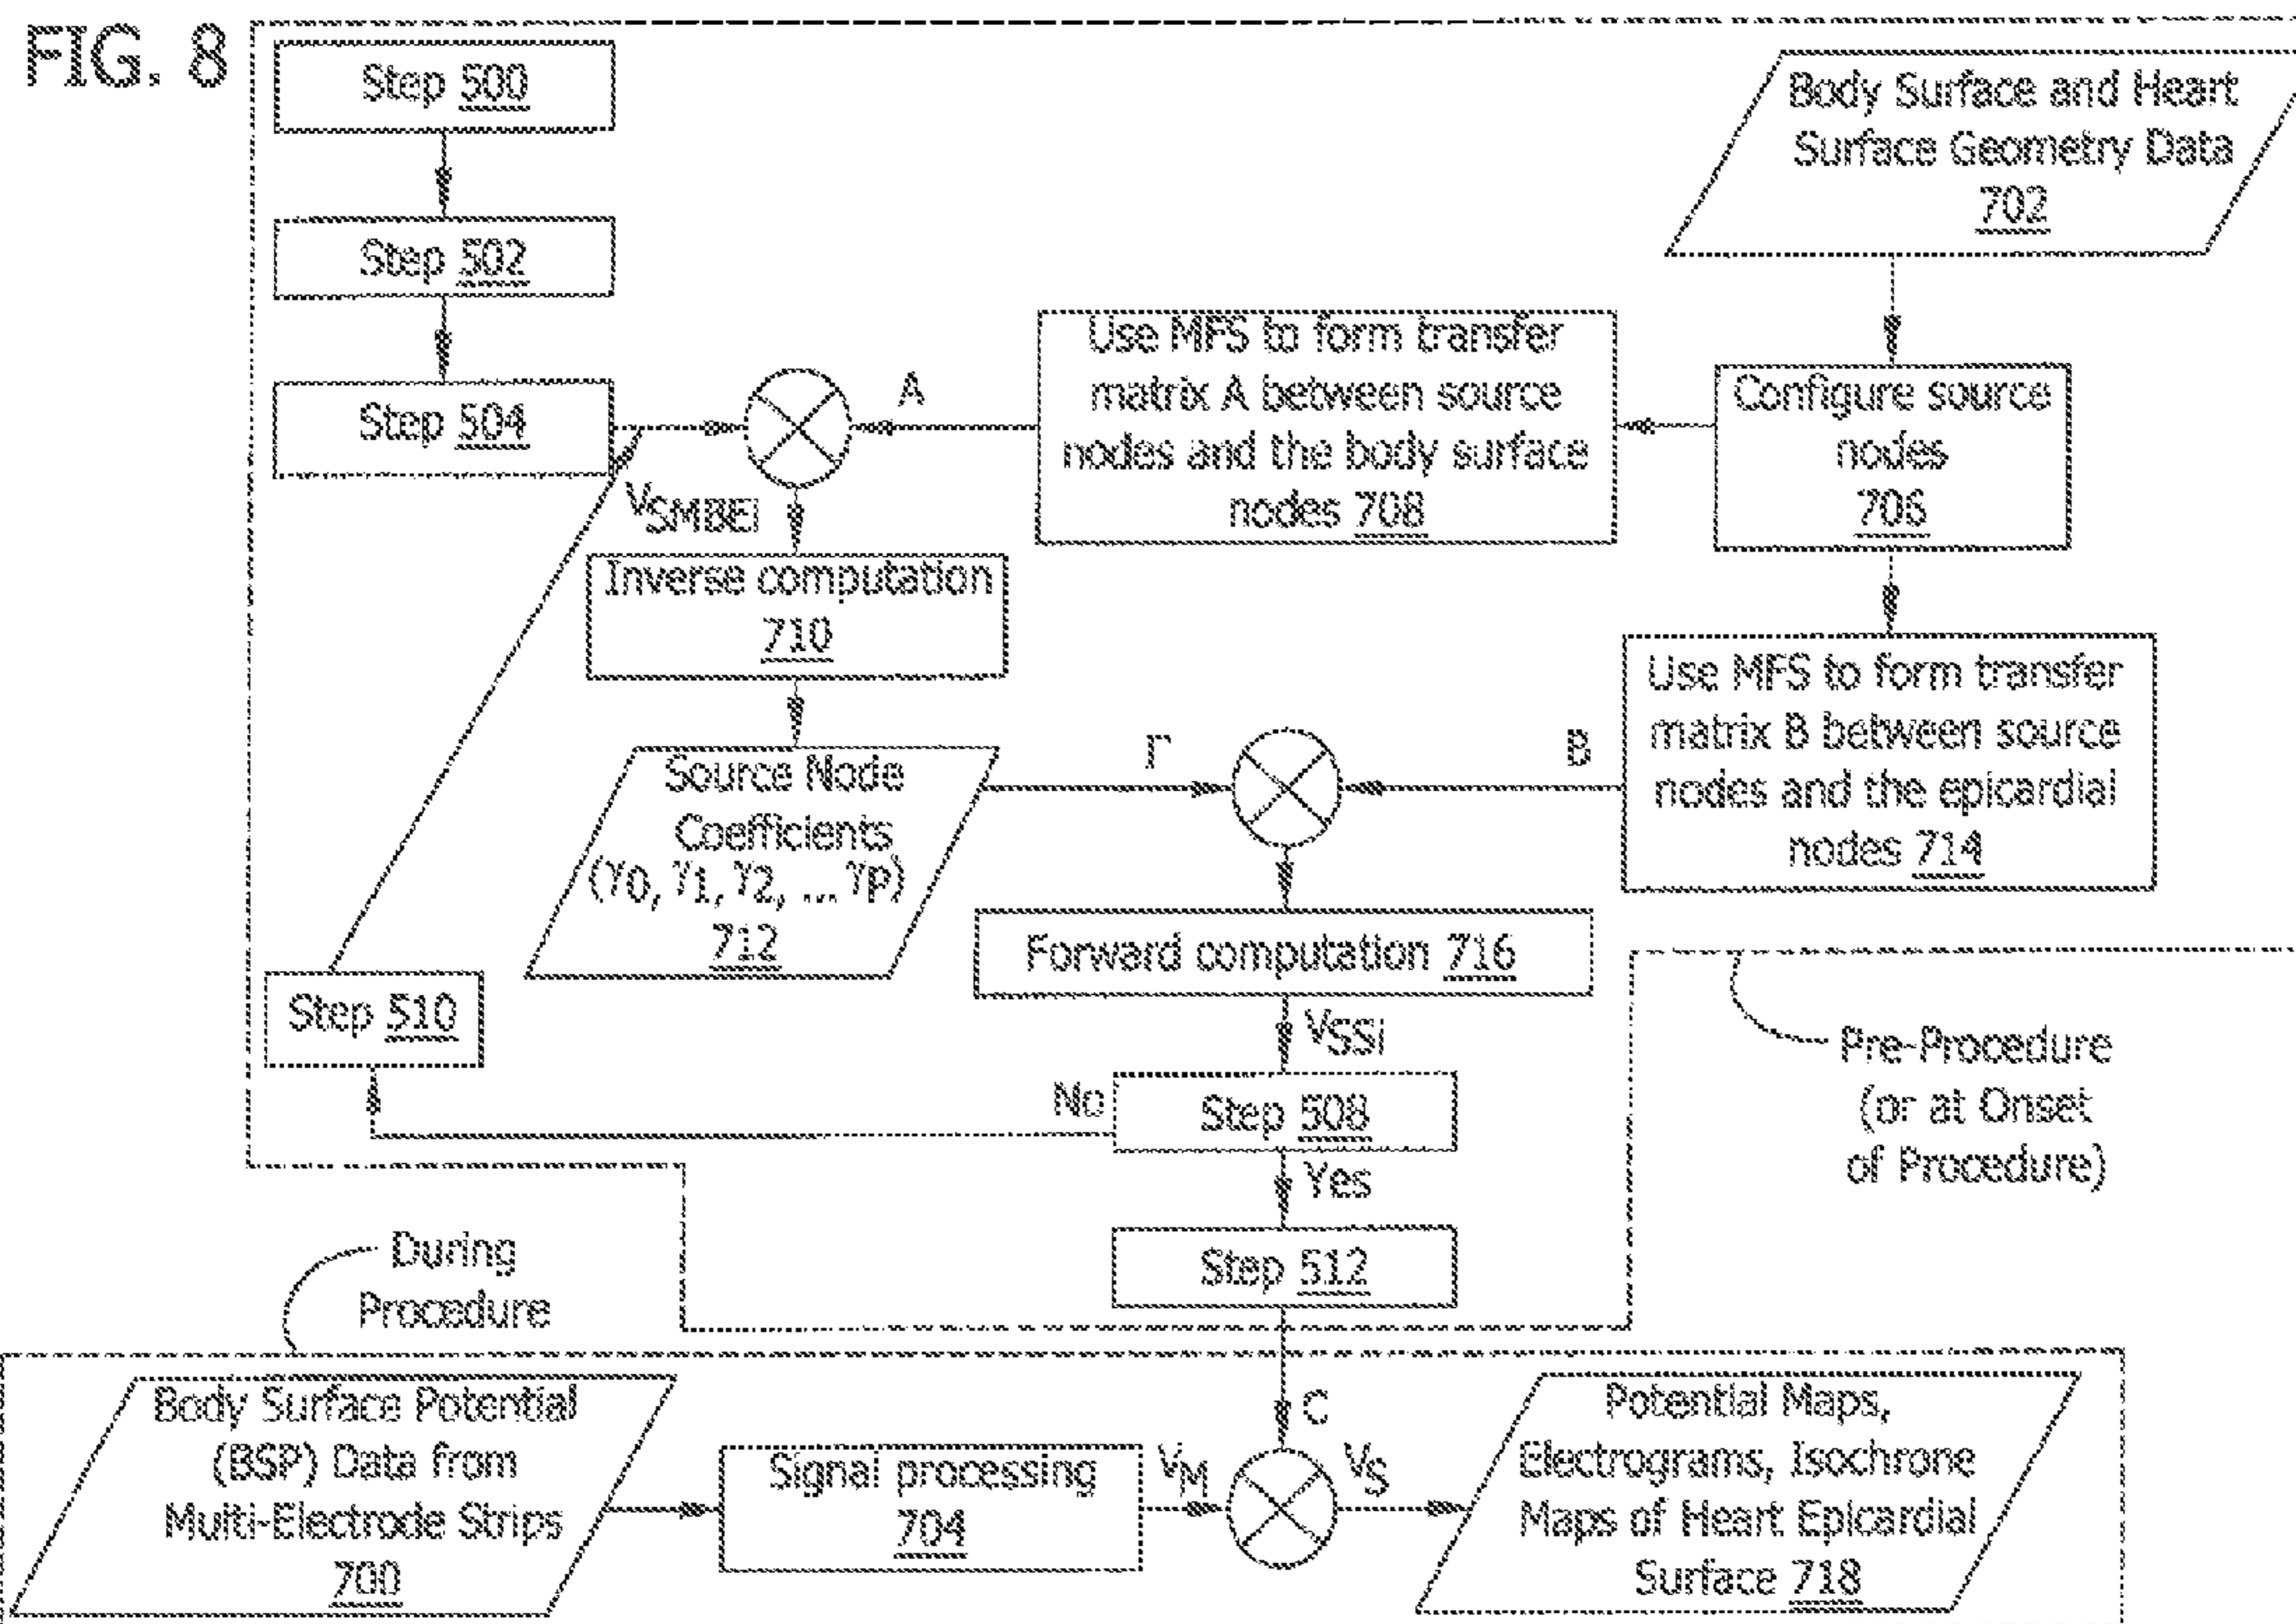 FIG. 8
Step 500
Step 502
Step 504
Body Surface and Heart
Surface Geometry Data
702
Configure source
nodes
706
Use MFS to form transfer
matrix A between source
nodes and the body surface
nodes 708
A
VSMBEi
Inverse computation
710
Source Node
Coefficients
(γ0, γ1, γ2, ... γP)
712
Γ
B
Use MFS to form transfer
matrix B between source
nodes and the epicardial
nodes 714
Forward computation 716
VSSi
Step 510
No
Step 508
Yes
Step 512
Pre-Procedure
(or at Onset
of Procedure)
During
Procedure
Body Surface Potential
(BSP) Data from
Multi-Electrode Strips
700
Signal processing
704
VM
C
VS
Potential Maps,
Electrograms, Isochrone
Maps of Heart Epicardial
Surface 718